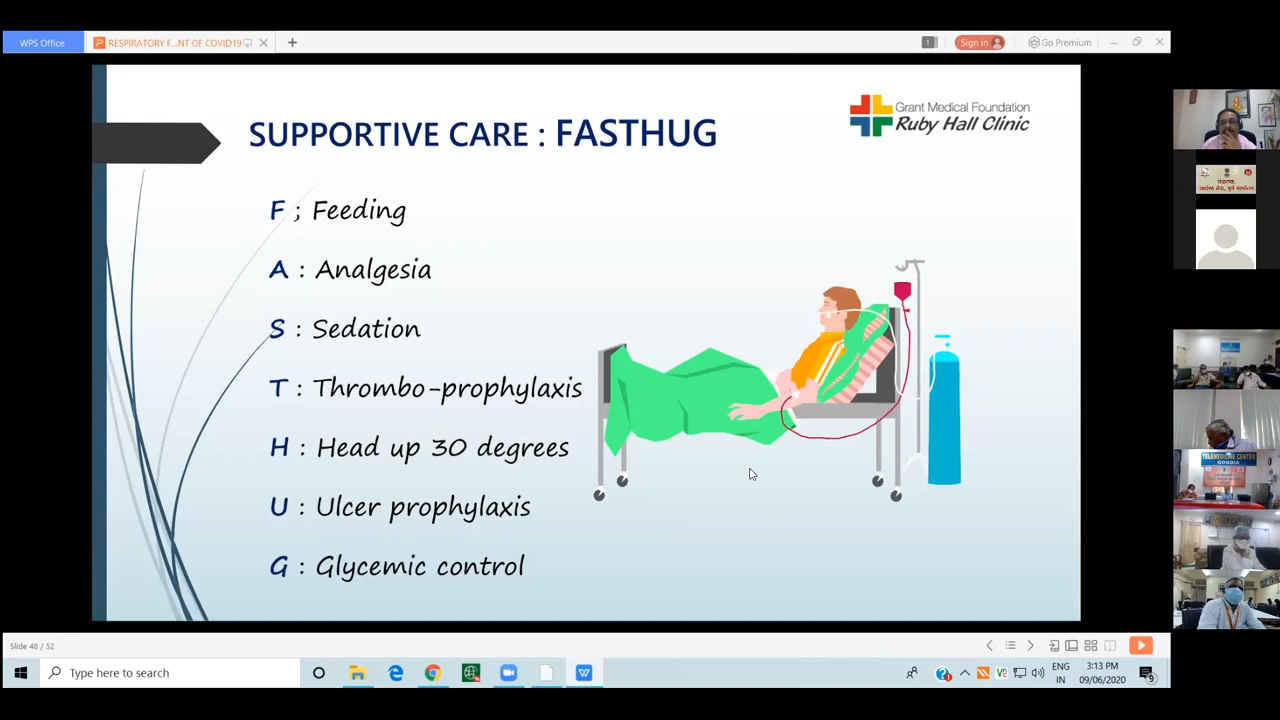 WPS Office
RESPIRATORY F...NT OF COVID19
1
Sign in
Go Premium
SUPPORTIVE CARE : FASTHUG
Grant Medical Foundation
Ruby Hall Clinic
F ; Feeding
A : Analgesia
S : Sedation
T : Thrombo-prophylaxis
H : Head up 30 degrees
U : Ulcer prophylaxis
G : Glycemic control
TELEMEDICINE CENTER
GONDIA
Slide 48 / 52
Type here to search
ENG
IN
3:13 PM
09/06/2020
9